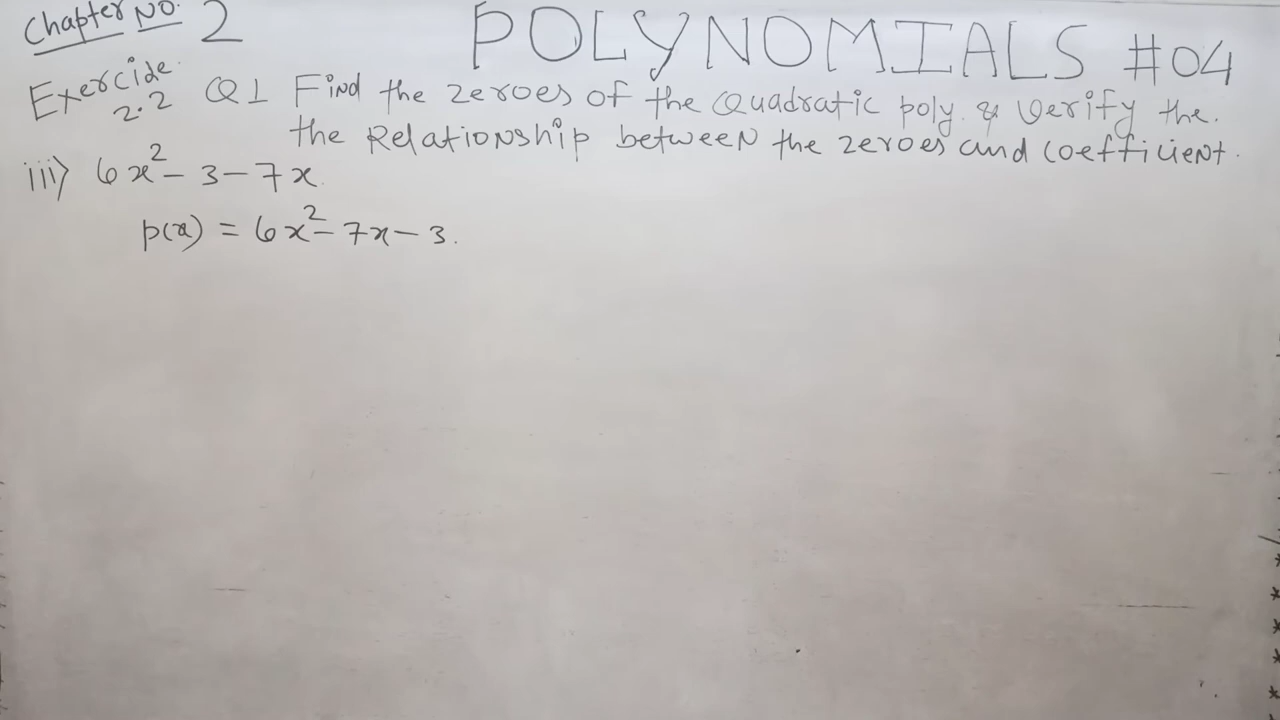 Chapter No. 2
POLYNOMIALS #04
Exercide 2.2
Q1 Find the zeroes of the Quadratic poly. & Verify the.
the Relationship between the zeroes and coefficient.
iii) 6x² - 3 - 7x.
p(x) = 6x² - 7x - 3.